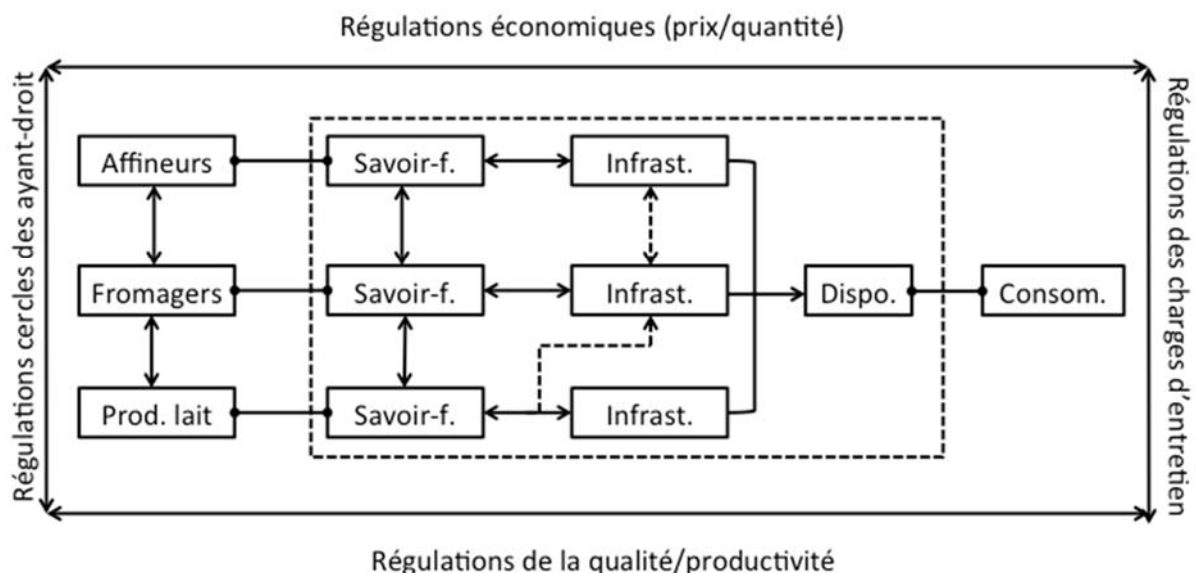 Régulations économiques (prix/quantité)
Régulations cercles des ayant-droit
Affineurs
Savoir-f.
Infrast.
Fromagers
Savoir-f.
Infrast.
Dispo.
Consom.
Prod. lait
Savoir-f.
Infrast.
Régulations des charges d'entretien
Régulations de la qualité/productivité